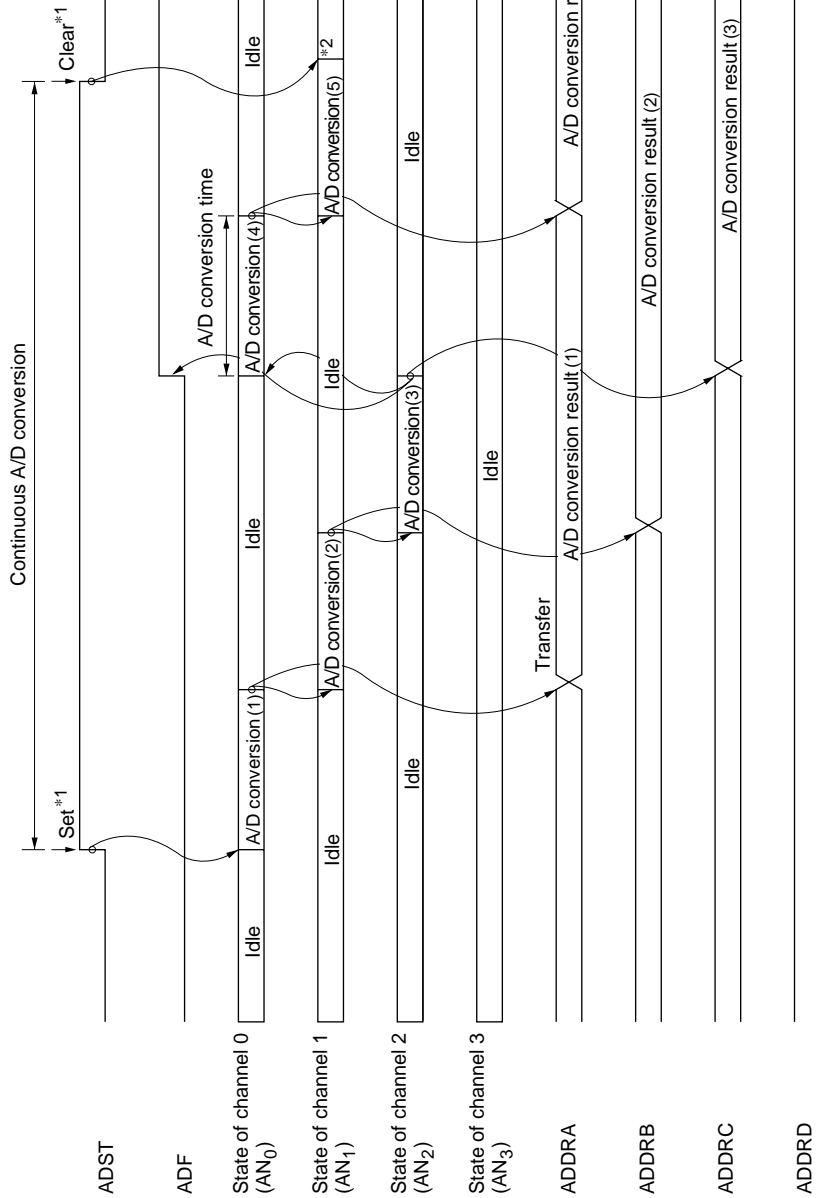 Continuous A/D conversion
Set*1
Clear*1
ADST
ADF
A/D conversion time
State of channel 0
(AN0)
Idle
A/D conversion (1)
Idle
A/D conversion (4)
Idle
State of channel 1
(AN1)
Idle
A/D conversion (2)
Idle
A/D conversion (5)
*2
State of channel 2
(AN2)
Idle
A/D conversion (3)
Idle
State of channel 3
(AN3)
Idle
Transfer
ADDRA
A/D conversion result (1)
A/D conversion r
ADDRB
A/D conversion result (2)
ADDRC
A/D conversion result (3)
ADDRD